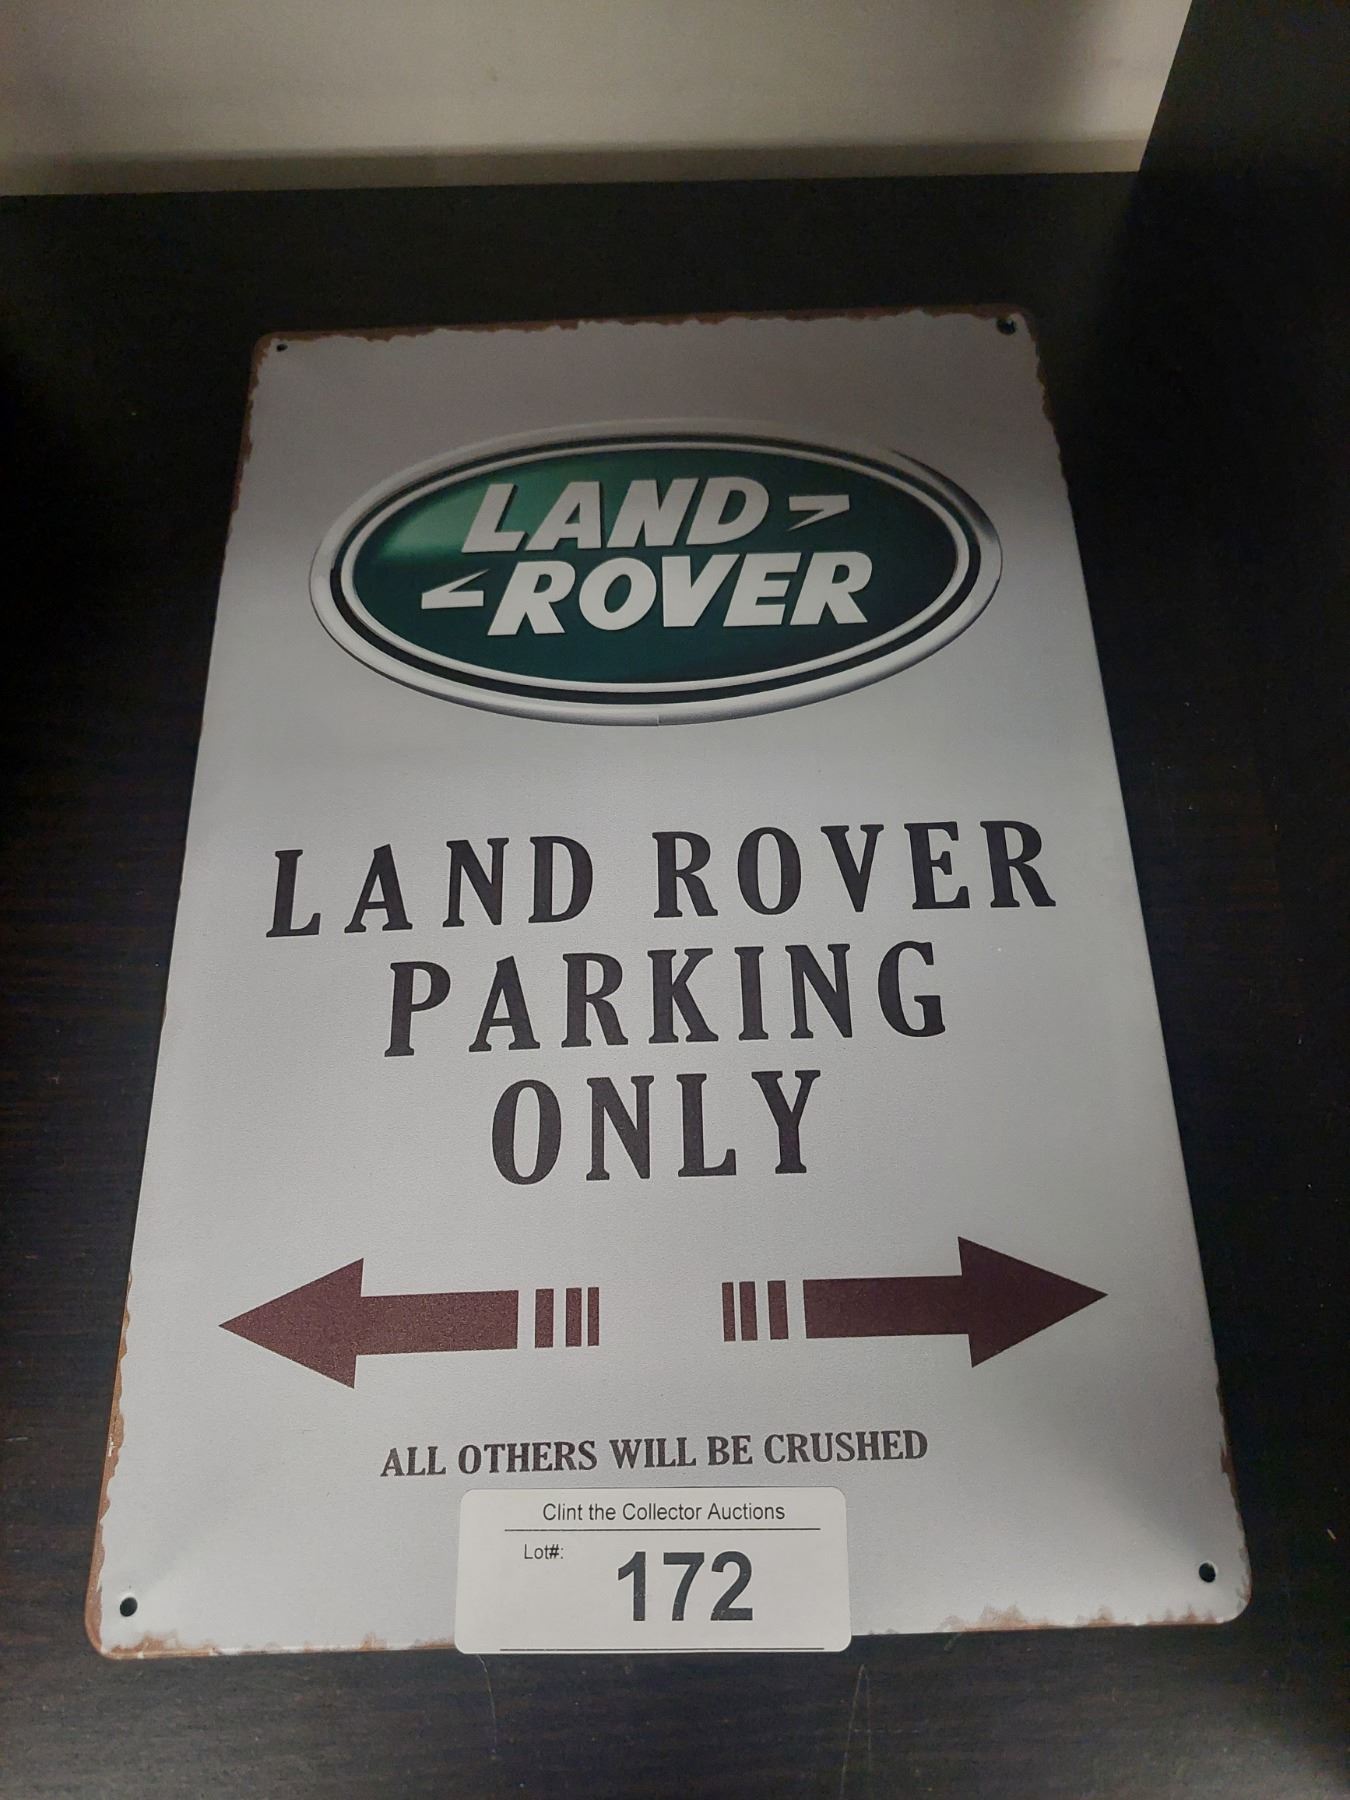 LAND
ROVER
LAND ROVER
PARKING
ONLY
ALL OTHERS WILL BE CRUSHED
Clint the Collector Auctions
Lot#: 172